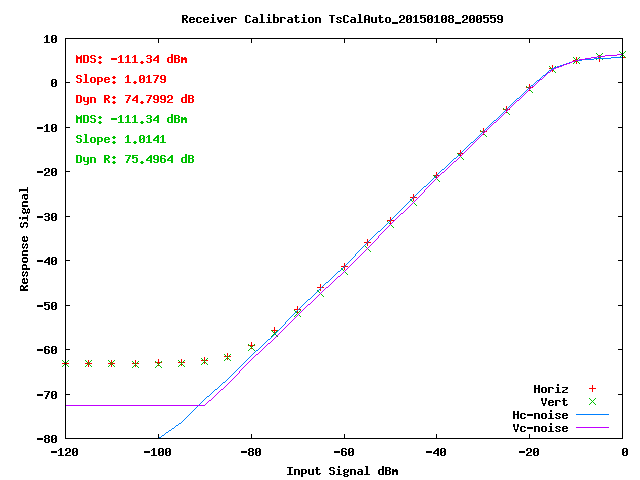 Receiver Calibration TsCalAuto_20150108_200559
10
0
-10
-20
-30
-40
-50
-60
-70
-80
Response Signal
MDS: -111.34 dBm
Slope: 1.0179
Dyn R: 74.7992 dB
MDS: -111.34 dBm
Slope: 1.0141
Dyn R: 75.4964 dB
Horiz
Vert
Hc-noise
Vc-noise
-120 -100 -80 -60 -40 -20 0
Input Signal dBm